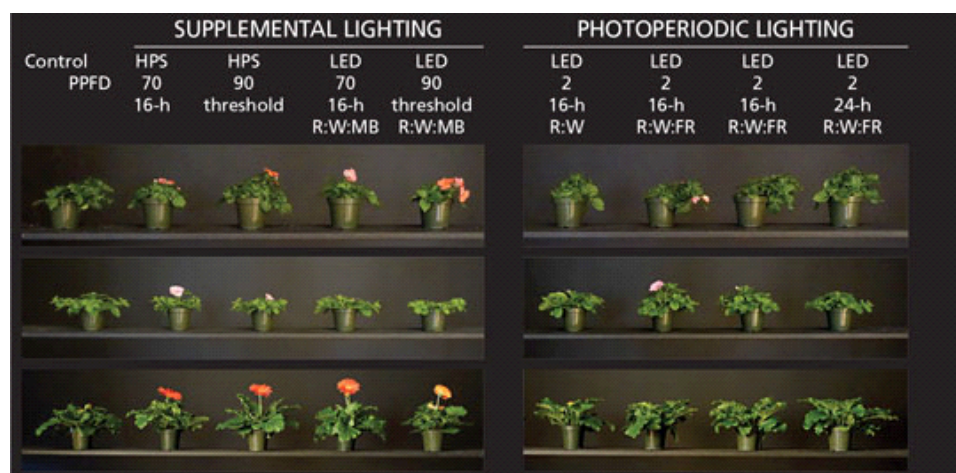 SUPPLEMENTAL LIGHTING PHOTOPERIODIC LIGHTING
Control HPS HPS LED LED LED LED LED LED
PPFD 70 90 70 90 2 2 2 2
16-h threshold 16-h threshold 16-h 16-h 16-h 24-h
R:W:MB R:W:MB R:W R:W:FR R:W:FR R:W:FR